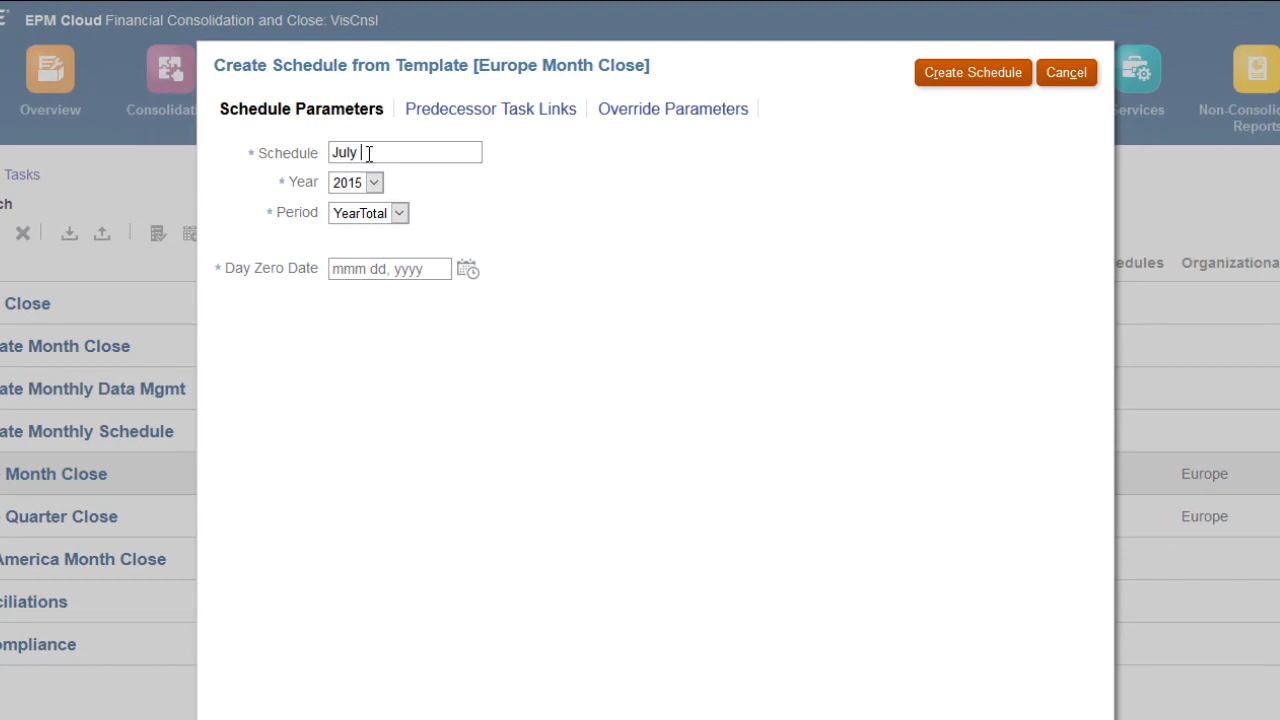 EPM Cloud Financial Consolidation and Close: VisCnsl
Overview
Consolidat
ervices
Non-Consolic
Reports
Create Schedule from Template [Europe Month Close]
Create Schedule
Cancel
Schedule Parameters
Predecessor Task Links
Override Parameters
* Schedule July
* Year 2015
* Period YearTotal
* Day Zero Date mmm dd, yyyy
Tasks
ch
edules
Organizationa
Close
ate Month Close
ate Monthly Data Mgmt
ate Monthly Schedule
Month Close
Europe
Quarter Close
Europe
America Month Close
ciliations
ompliance